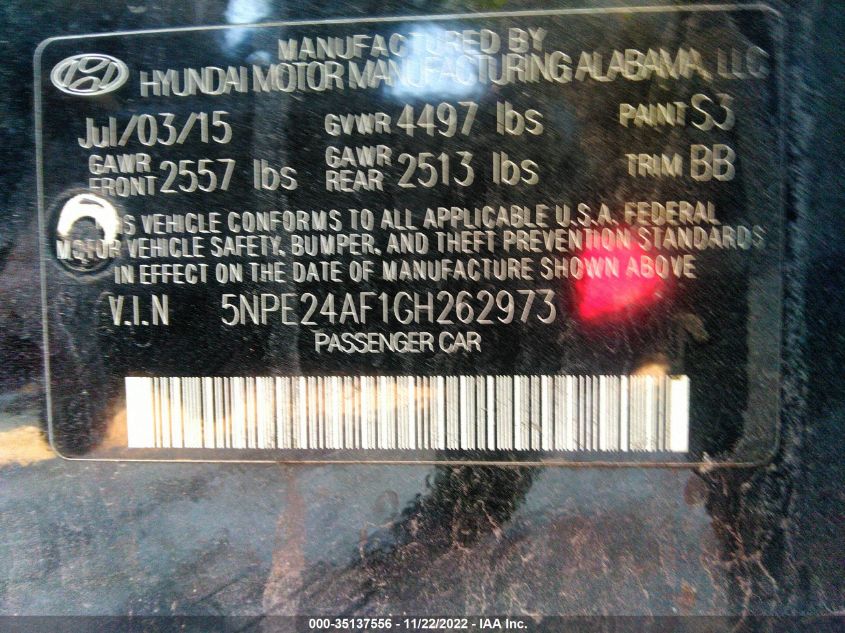 MANUFACTURED BY
HYUNDAI MOTOR MANUFACTURING ALABAMA, LLC
Jul/03/15 GVWR 4497 lbs PAINT S3
GAWR FRONT 2557 lbs GAWR REAR 2513 lbs TRIM BB
S VEHICLE CONFORMS TO ALL APPLICABLE U.S.A. FEDERAL
MOTOR VEHICLE SAFETY, BUMPER, AND THEFT PREVENTION STANDARDS
IN EFFECT ON THE DATE OF MANUFACTURE SHOWN ABOVE
V.I.N 5NPE24AF1GH262973
PASSENGER CAR
000-35137556 - 11/22/2022 - IAA Inc.